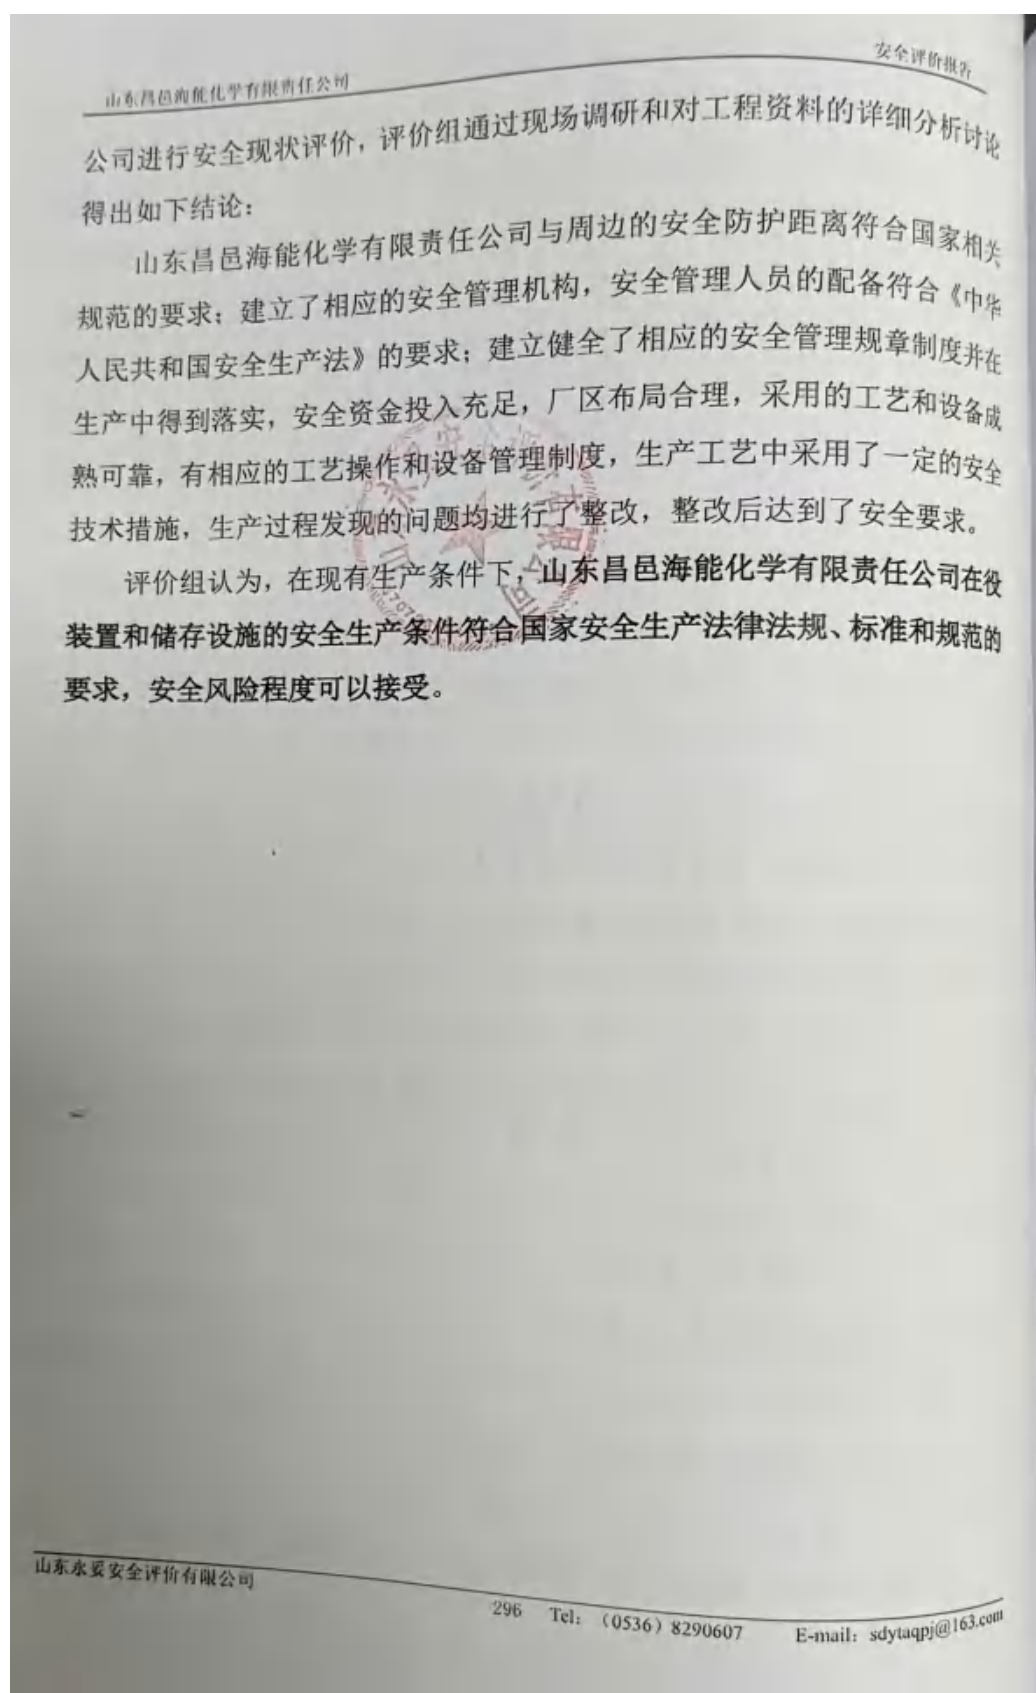 山东昌邑海能化学有限责任公司
安全评价报告
公司进行安全现状评价，评价组通过现场调研和对工程资料的详细分析讨论
得出如下结论：
山东昌邑海能化学有限责任公司与周边的安全防护距离符合国家相关
规范的要求；建立了相应的安全管理机构，安全管理人员的配备符合《中华
人民共和国安全生产法》的要求；建立健全了相应的安全管理规章制度并在
生产中得到落实，安全资金投入充足，厂区布局合理，采用的工艺和设备成
熟可靠，有相应的工艺操作和设备管理制度，生产工艺中采用了一定的安全
技术措施，生产过程发现的问题均进行了整改，整改后达到了安全要求。
评价组认为，在现有生产条件下，山东昌邑海能化学有限责任公司在役
装置和储存设施的安全生产条件符合国家安全生产法律法规、标准和规范的
要求，安全风险程度可以接受。
山东永妥安全评价有限公司
296 Tel：（0536）8290607 E-mail：sdytaqpj@163.com